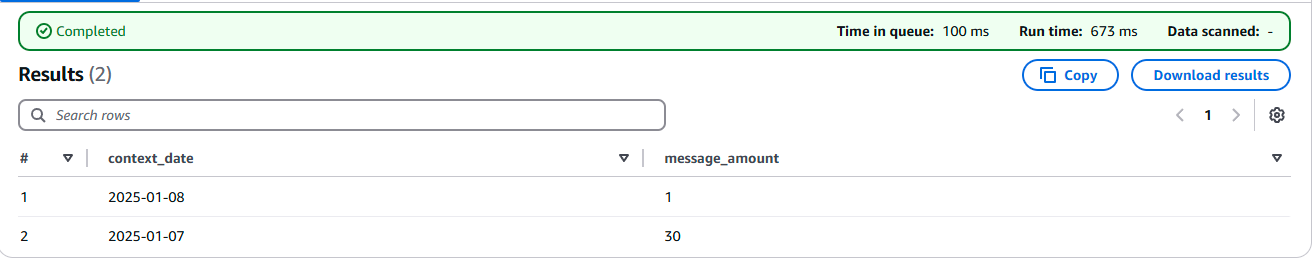 Completed Time in queue: 100 ms Run time: 673 ms Data scanned: -
Results (2) Copy Download results
Search rows 1
# context_date message_amount
1 2025-01-08 1
2 2025-01-07 30